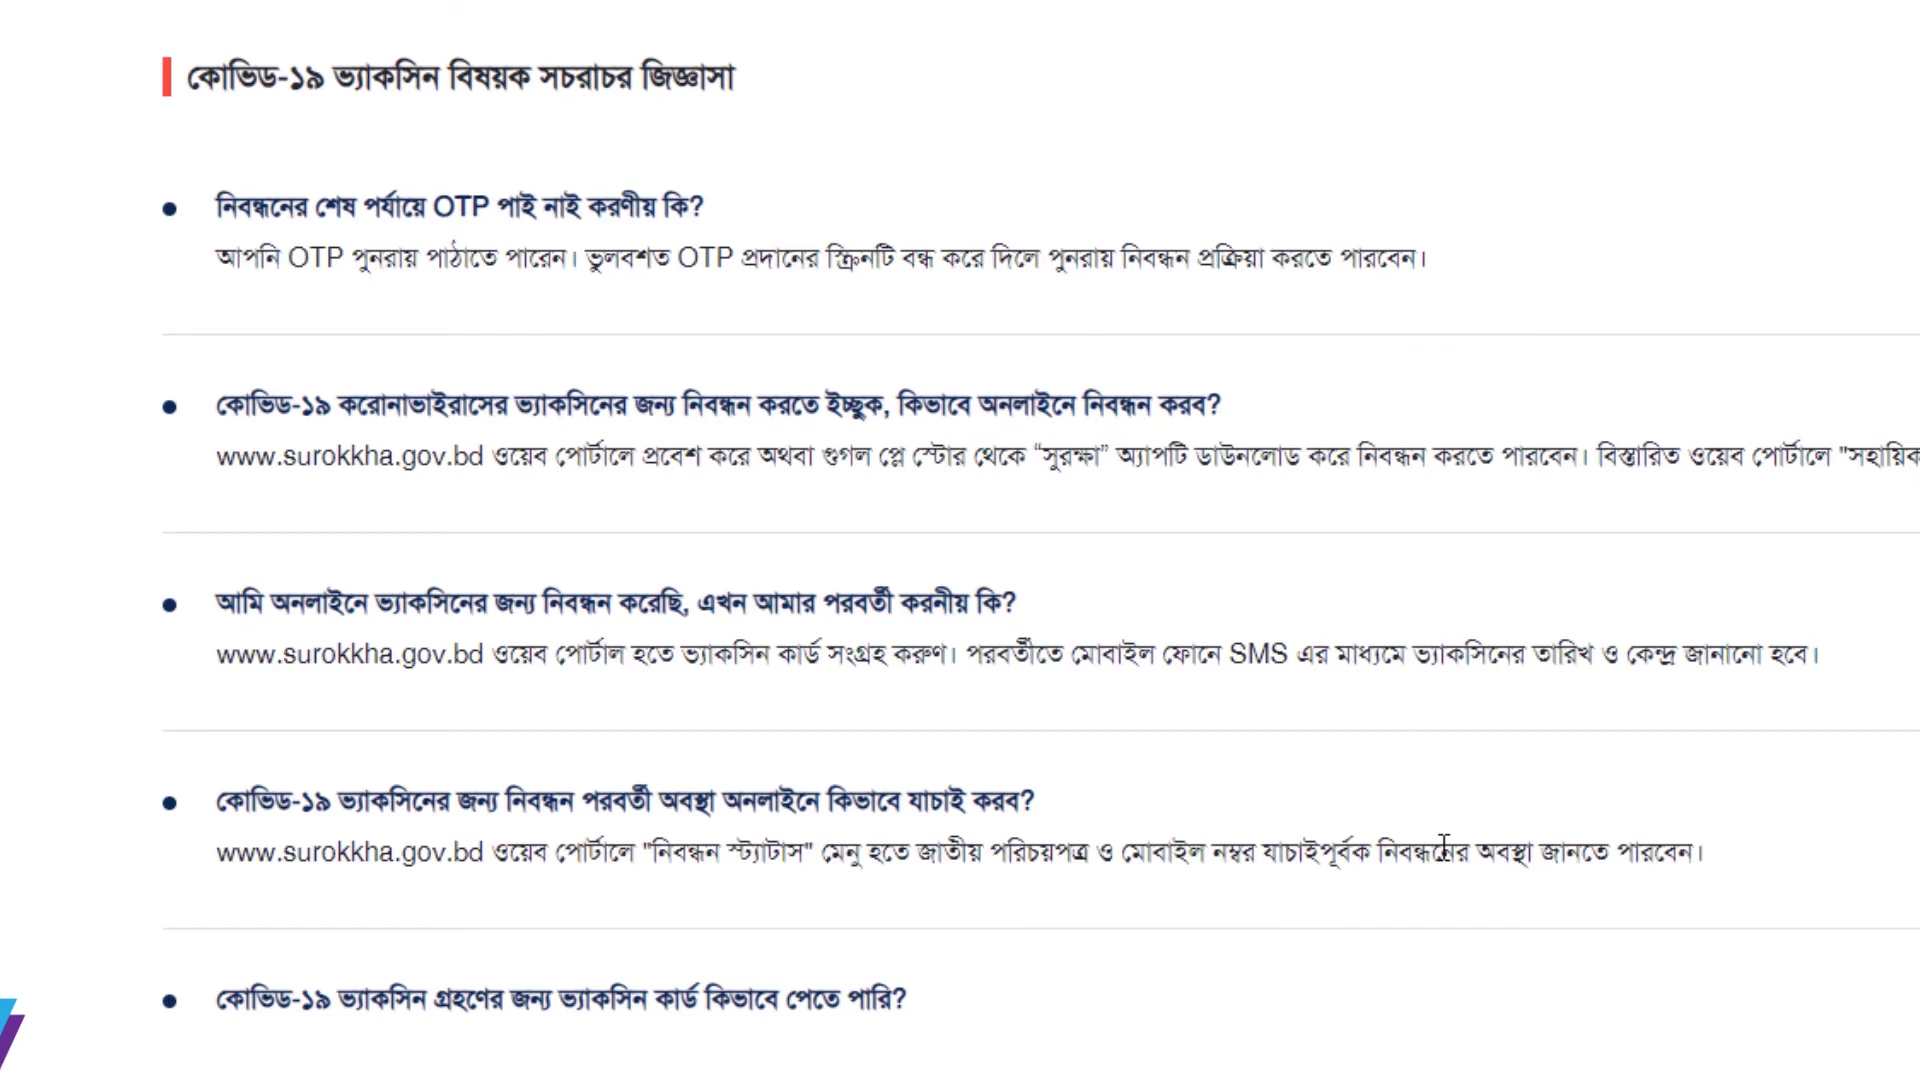 কোভিড-১৯ ভ্যাকসিন বিষয়ক সচরাচর জিজ্ঞাসা
নিবন্ধনের শেষ পর্যায়ে OTP পাই নাই করণীয় কি?
আপনি OTP পুনরায় পাঠাতে পারেন। ভুলবশত OTP প্রদানের স্ক্রিনটি বন্ধ করে দিলে পুনরায় নিবন্ধন প্রক্রিয়া করতে পারবেন।
কোভিড-১৯ করোনাভাইরাসের ভ্যাকসিনের জন্য নিবন্ধন করতে ইচ্ছুক, কিভাবে অনলাইনে নিবন্ধন করব?
www.surokkha.gov.bd ওয়েব পোর্টালে প্রবেশ করে অথবা গুগল প্লে স্টোর থেকে “সুরক্ষা” অ্যাপটি ডাউনলোড করে নিবন্ধন করতে পারবেন। বিস্তারিত ওয়েব পোর্টালে "সহায়িক
আমি অনলাইনে ভ্যাকসিনের জন্য নিবন্ধন করেছি, এখন আমার পরবর্তী করনীয় কি?
www.surokkha.gov.bd ওয়েব পোর্টাল হতে ভ্যাকসিন কার্ড সংগ্রহ করুণ। পরবর্তীতে মোবাইল ফোনে SMS এর মাধ্যমে ভ্যাকসিনের তারিখ ও কেন্দ্র জানানো হবে।
কোভিড-১৯ ভ্যাকসিনের জন্য নিবন্ধন পরবর্তী অবস্থা অনলাইনে কিভাবে যাচাই করব?
www.surokkha.gov.bd ওয়েব পোর্টালে "নিবন্ধন স্ট্যাটাস" মেনু হতে জাতীয় পরিচয়পত্র ও মোবাইল নম্বর যাচাইপূর্বক নিবন্ধনের অবস্থা জানতে পারবেন।
কোভিড-১৯ ভ্যাকসিন গ্রহণের জন্য ভ্যাকসিন কার্ড কিভাবে পেতে পারি?